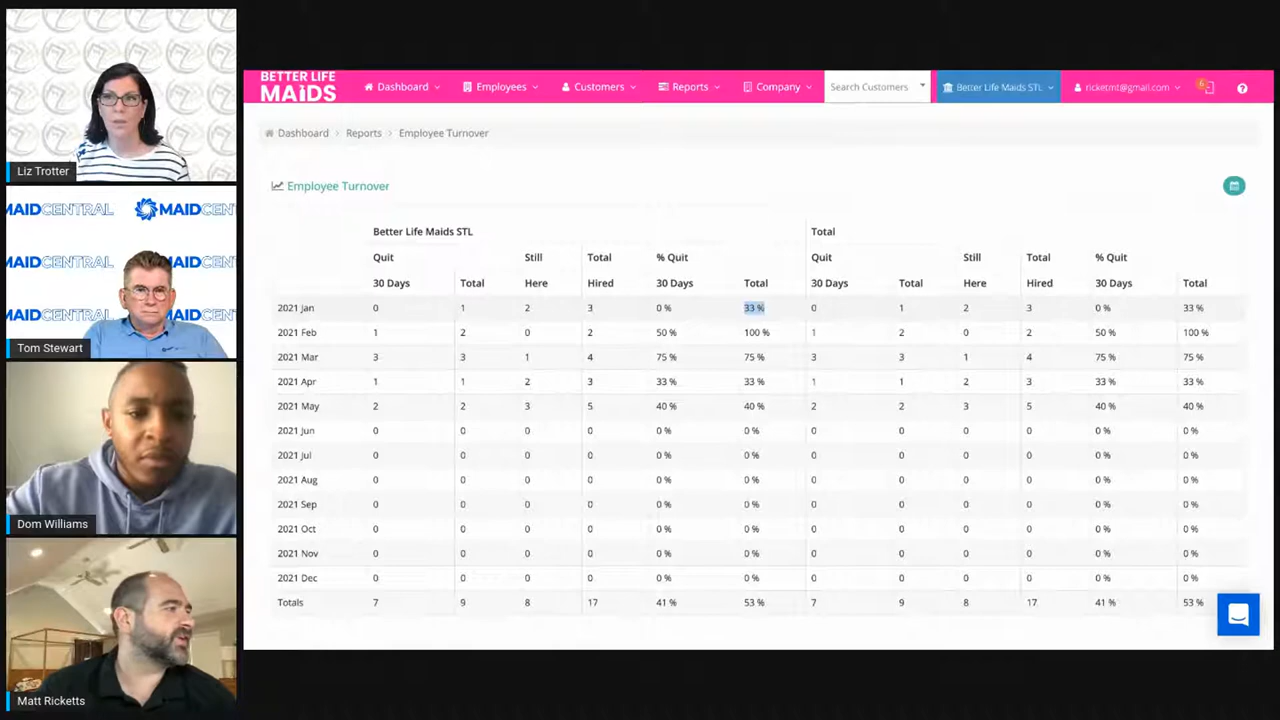 Liz Trotter
MAIDCENTRAL MAIDCENT
MAIDCENTRAL MAIDCENT
Tom Stewart
Dom Williams
Matt Ricketts
BETTER LIFE
MAIDS
Dashboard Employees Customers Reports Company Search Customers Better Life Maids STL ricketmt@gmail.com 6 ?
Dashboard > Reports > Employee Turnover
Employee Turnover
Better Life Maids STL Total
Quit Still Total % Quit Quit Still Total % Quit
30 Days Total Here Hired 30 Days Total 30 Days Total Here Hired 30 Days Total
2021 Jan 0 1 2 3 0 % 33 % 0 1 2 3 0 % 33 %
2021 Feb 1 2 0 2 50 % 100 % 1 2 0 2 50 % 100 %
2021 Mar 3 3 1 4 75 % 75 % 3 3 1 4 75 % 75 %
2021 Apr 1 1 2 3 33 % 33 % 1 1 2 3 33 % 33 %
2021 May 2 2 3 5 40 % 40 % 2 2 3 5 40 % 40 %
2021 Jun 0 0 0 0 0 % 0 % 0 0 0 0 0 % 0 %
2021 Jul 0 0 0 0 0 % 0 % 0 0 0 0 0 % 0 %
2021 Aug 0 0 0 0 0 % 0 % 0 0 0 0 0 % 0 %
2021 Sep 0 0 0 0 0 % 0 % 0 0 0 0 0 % 0 %
2021 Oct 0 0 0 0 0 % 0 % 0 0 0 0 0 % 0 %
2021 Nov 0 0 0 0 0 % 0 % 0 0 0 0 0 % 0 %
2021 Dec 0 0 0 0 0 % 0 % 0 0 0 0 0 % 0 %
Totals 7 9 8 17 41 % 53 % 7 9 8 17 41 % 53 %